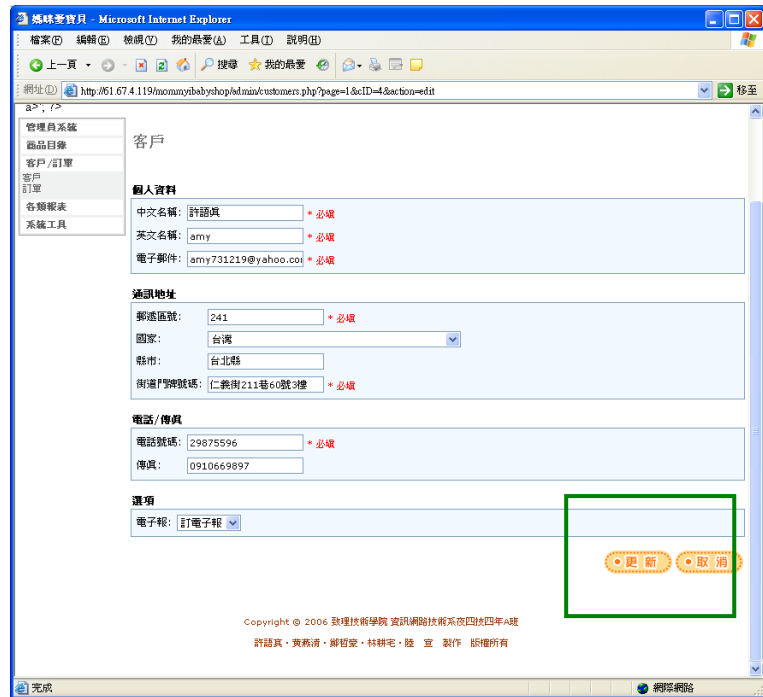 媽咪愛寶貝 - Microsoft Internet Explorer
檔案(F) 編輯(E) 檢視(V) 我的最愛(A) 工具(T) 說明(H)
上一頁 搜尋 我的最愛
網址(D) http://61.67.4.119/mommyibabyshop/admin/customers.php?page=1&cID=4&action=edit 移至
a>'; />
管理員系統
商品目錄
客戶/訂單
客戶
訂單
各類報表
系統工具
客戶
個人資料
中文名稱: 許語眞 * 必塡
英文名稱: amy * 必塡
電子郵件: amy731219@yahoo.co * 必塡
通訊地址
郵遞區號: 241 * 必塡
國家: 台灣
縣市: 台北縣
街道門牌號碼: 仁義街211巷60號3樓 * 必塡
電話/傳眞
電話號碼: 29875596 * 必塡
傳眞: 0910669897
選項
電子報: 訂電子報
更新 取消
Copyright © 2006 致理技術學院 資訊網路技術系夜四技四年A班
許語真・黃燕清・鄭哲豪・林耕宅・陸 宣 製作 版權所有
完成 網際網路